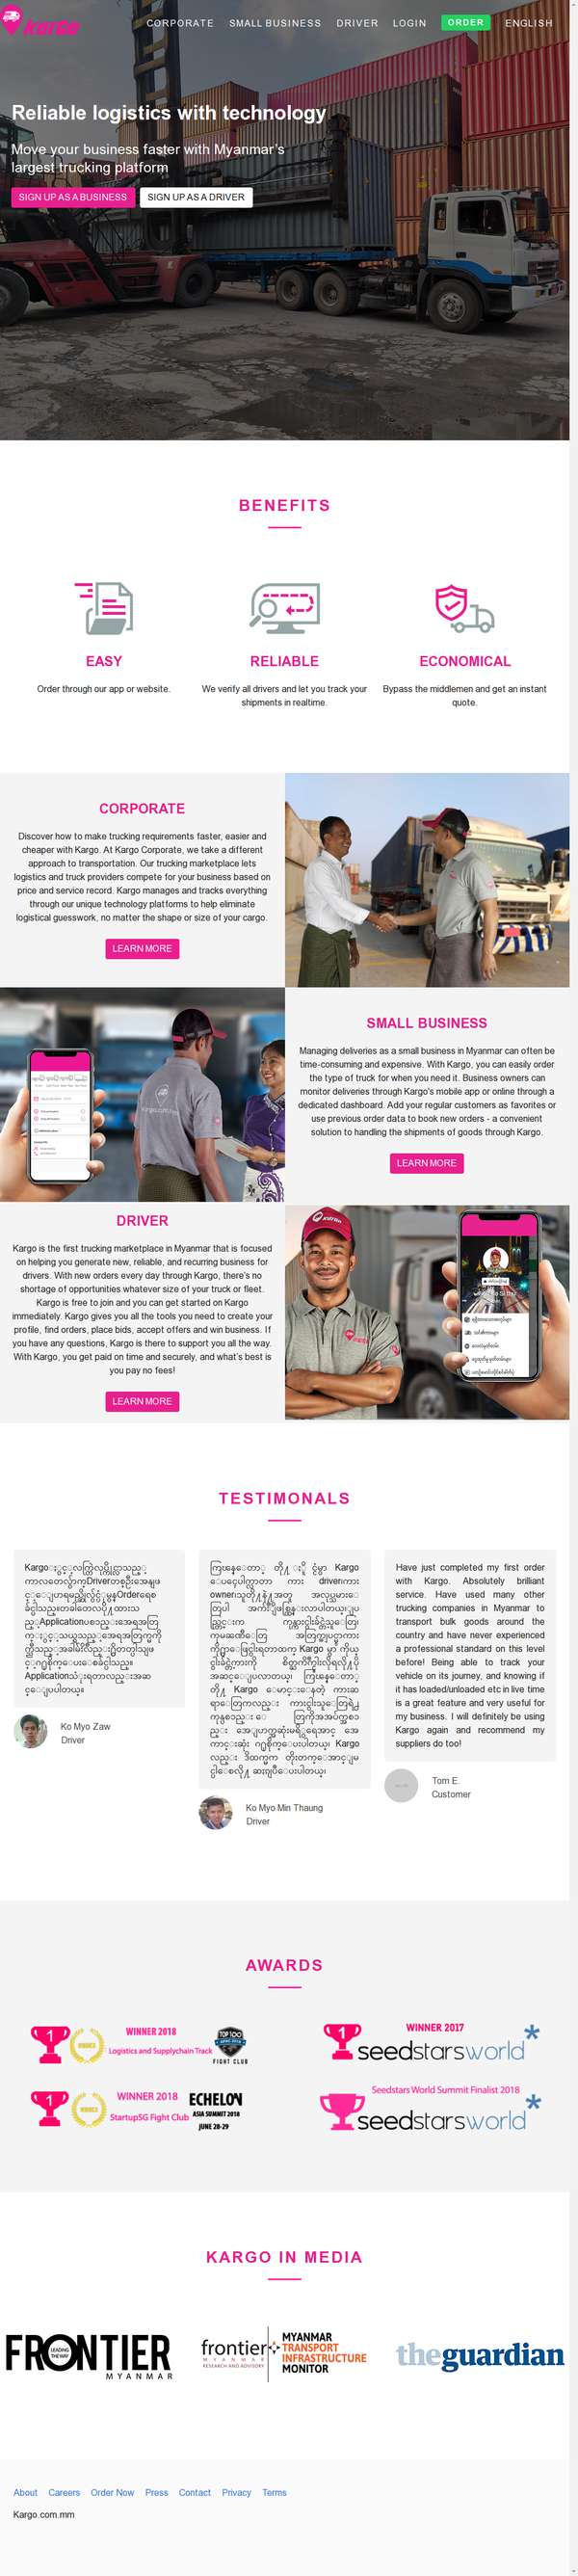 KarGo
CORPORATE SMALL BUSINESS DRIVER LOGIN ORDER ENGLISH
Reliable logistics with technology
Move your business faster with Myanmar's
largest trucking platform
SIGN UP AS A BUSINESS SIGN UP AS A DRIVER
BENEFITS
EASY
Order through our app or website.
RELIABLE
We verify all drivers and let you track your
shipments in realtime.
ECONOMICAL
Bypass the middlemen and get an instant
quote.
CORPORATE
Discover how to make trucking requirements faster, easier and
cheaper with Kargo. At Kargo Corporate, we take a different
approach to transportation. Our trucking marketplace lets
logistics and truck providers compete for your business based on
price and service record. Kargo manages and tracks everything
through our unique technology platforms to help eliminate
logistical guesswork, no matter the shape or size of your cargo.
LEARN MORE
SMALL BUSINESS
Managing deliveries as a small business in Myanmar can often be
time-consuming and expensive. With Kargo, you can easily order
the type of truck for when you need it. Business owners can
monitor deliveries through Kargo's mobile app or online through a
dedicated dashboard. Add your regular customers as favorites or
use previous order data to book new orders - a convenient
solution to handling the shipments of goods through Kargo.
LEARN MORE
DRIVER
Kargo is the first trucking marketplace in Myanmar that is focused
on helping you generate new, reliable, and recurring business for
drivers. With new orders every day through Kargo, there's no
shortage of opportunities whatever size of your truck or fleet.
Kargo is free to join and you can get started on Kargo
immediately. Kargo gives you all the tools you need to create your
profile, find orders, place bids, accept offers and win business. If
you have any questions, Kargo is there to support you all the way.
With Kargo, you get paid on time and securely, and what's best is
you pay no fees!
LEARN MORE
TESTIMONALS
Ko Myo Zaw
Driver
Ko Myo Min Thaung
Driver
Have just completed my first order
with Kargo. Absolutely brilliant
service. Have used many other
trucking companies in Myanmar to
transport bulk goods around the
country and have never experienced
a professional standard on this level
before! Being able to track your
vehicle on its journey, and knowing if
it has loaded/unloaded etc in live time
is a great feature and very useful for
my business. I will definitely be using
Kargo again and recommend my
suppliers do too!
Tom E.
Customer
AWARDS
1 WINNER 2018
Logistics and Supplychain Track
TOP 100
FIGHT CLUB
1 WINNER 2017
seedstarsworld*
1 WINNER 2018
StartupSG Fight Club
ECHELON
ASIA SUMMIT 2018
JUNE 28-29
Seedstars World Summit Finalist 2018
seedstarsworld*
KARGO IN MEDIA
FRONTIER
LEADING
THE WAY
MYANMAR
frontier
MYANMAR
RESEARCH AND ADVISORY
MYANMAR
TRANSPORT
INFRASTRUCTURE
MONITOR
theguardian
About Careers Order Now Press Contact Privacy Terms
Kargo.com.mm